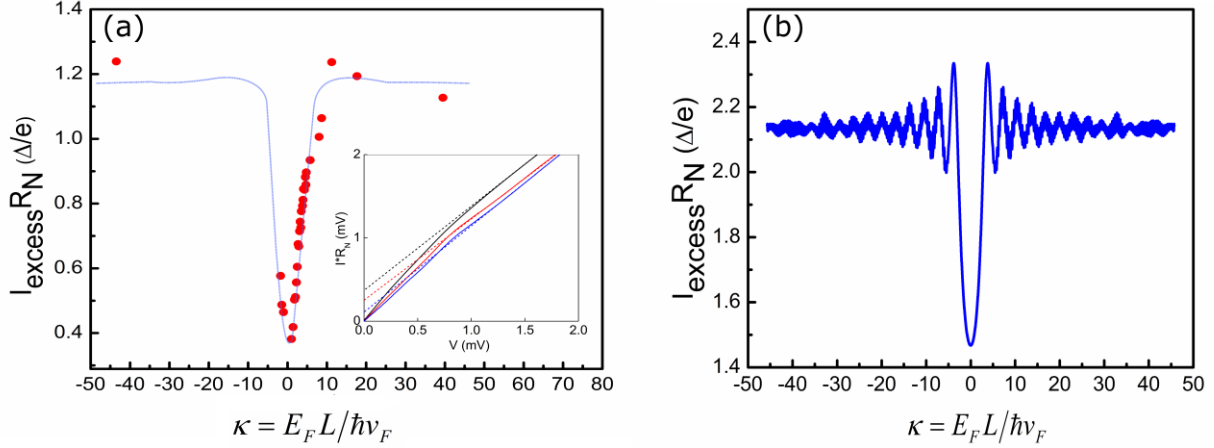 (a)
I_excess R_N (Δ/e)
1.4
1.2
1.0
0.8
0.6
0.4
-50 -40 -30 -20 -10 0 10 20 30 40 50 60 70 80
κ = E_F L/ħv_F
I*R_N (mV)
2
1
0
0.0 0.5 1.0 1.5 2.0
V (mV)
(b)
I_excess R_N (Δ/e)
2.6
2.4
2.2
2.0
1.8
1.6
1.4
-50 -40 -30 -20 -10 0 10 20 30 40 50
κ = E_F L/ħv_F